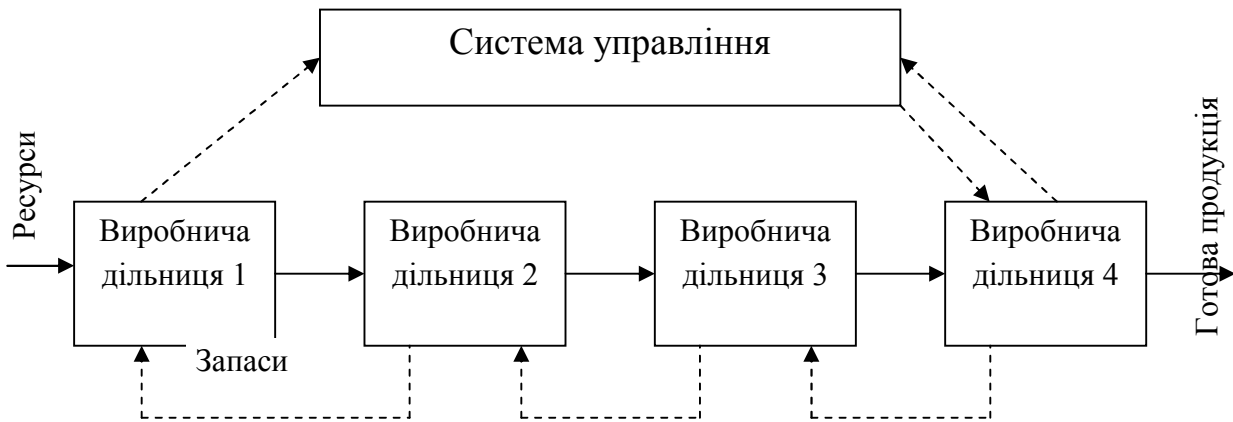 Система управління
Ресурси
Виробнича
дільниця 1
Виробнича
дільниця 2
Виробнича
дільниця 3
Виробнича
дільниця 4
Готова продукція
Запаси